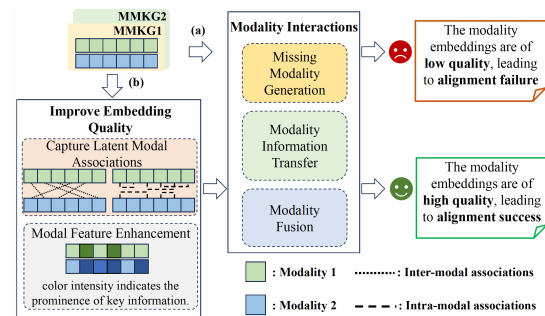 MMKG2
MMKG1
(a)
(b)
Improve Embedding
Quality
Capture Latent Modal
Associations
Modal Feature Enhancement
color intensity indicates the
prominence of key information.
Modality Interactions
Missing
Modality
Generation
Modality
Information
Transfer
Modality
Fusion
The modality
embeddings are of
low quality, leading
to alignment failure
The modality
embeddings are of
high quality, leading
to alignment success
: Modality 1
: Inter-modal associations
: Modality 2
: Intra-modal associations